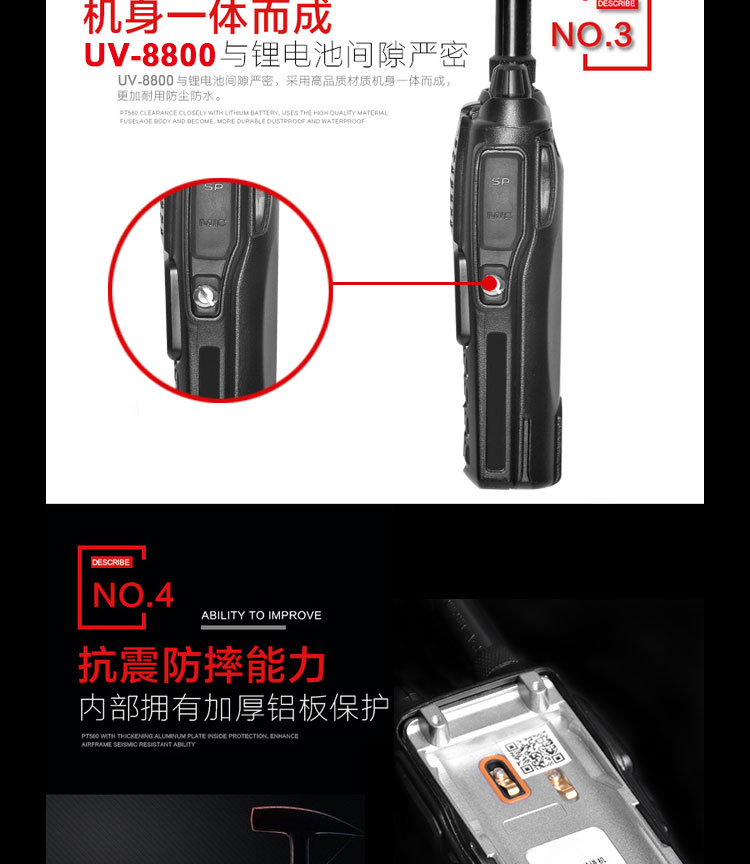 机身一体而成
DESCRIBE
NO.3
UV-8800与锂电池间隙严密
UV-8800与锂电池间隙严密，采用高品质材质机身一体而成，
更加耐用防尘防水。
PT560 CLEARANCE CLOSELY WITH LITHIUM BATTERY, USES THE HIGH QUALITY MATERIAL
FUSELAGE BODY AND BECOME, MORE DURABLE DUSTPROOF AND WATERPROOF
SP
MIC
SP
MIC
DESCRIBE
NO.4
ABILITY TO IMPROVE
抗震防摔能力
内部拥有加厚铝板保护
PT560 WITH THICKENING ALUMINUM PLATE INSIDE PROTECTION, ENHANCE
AIRFRAME SEISMIC RESISTANT ABILITY